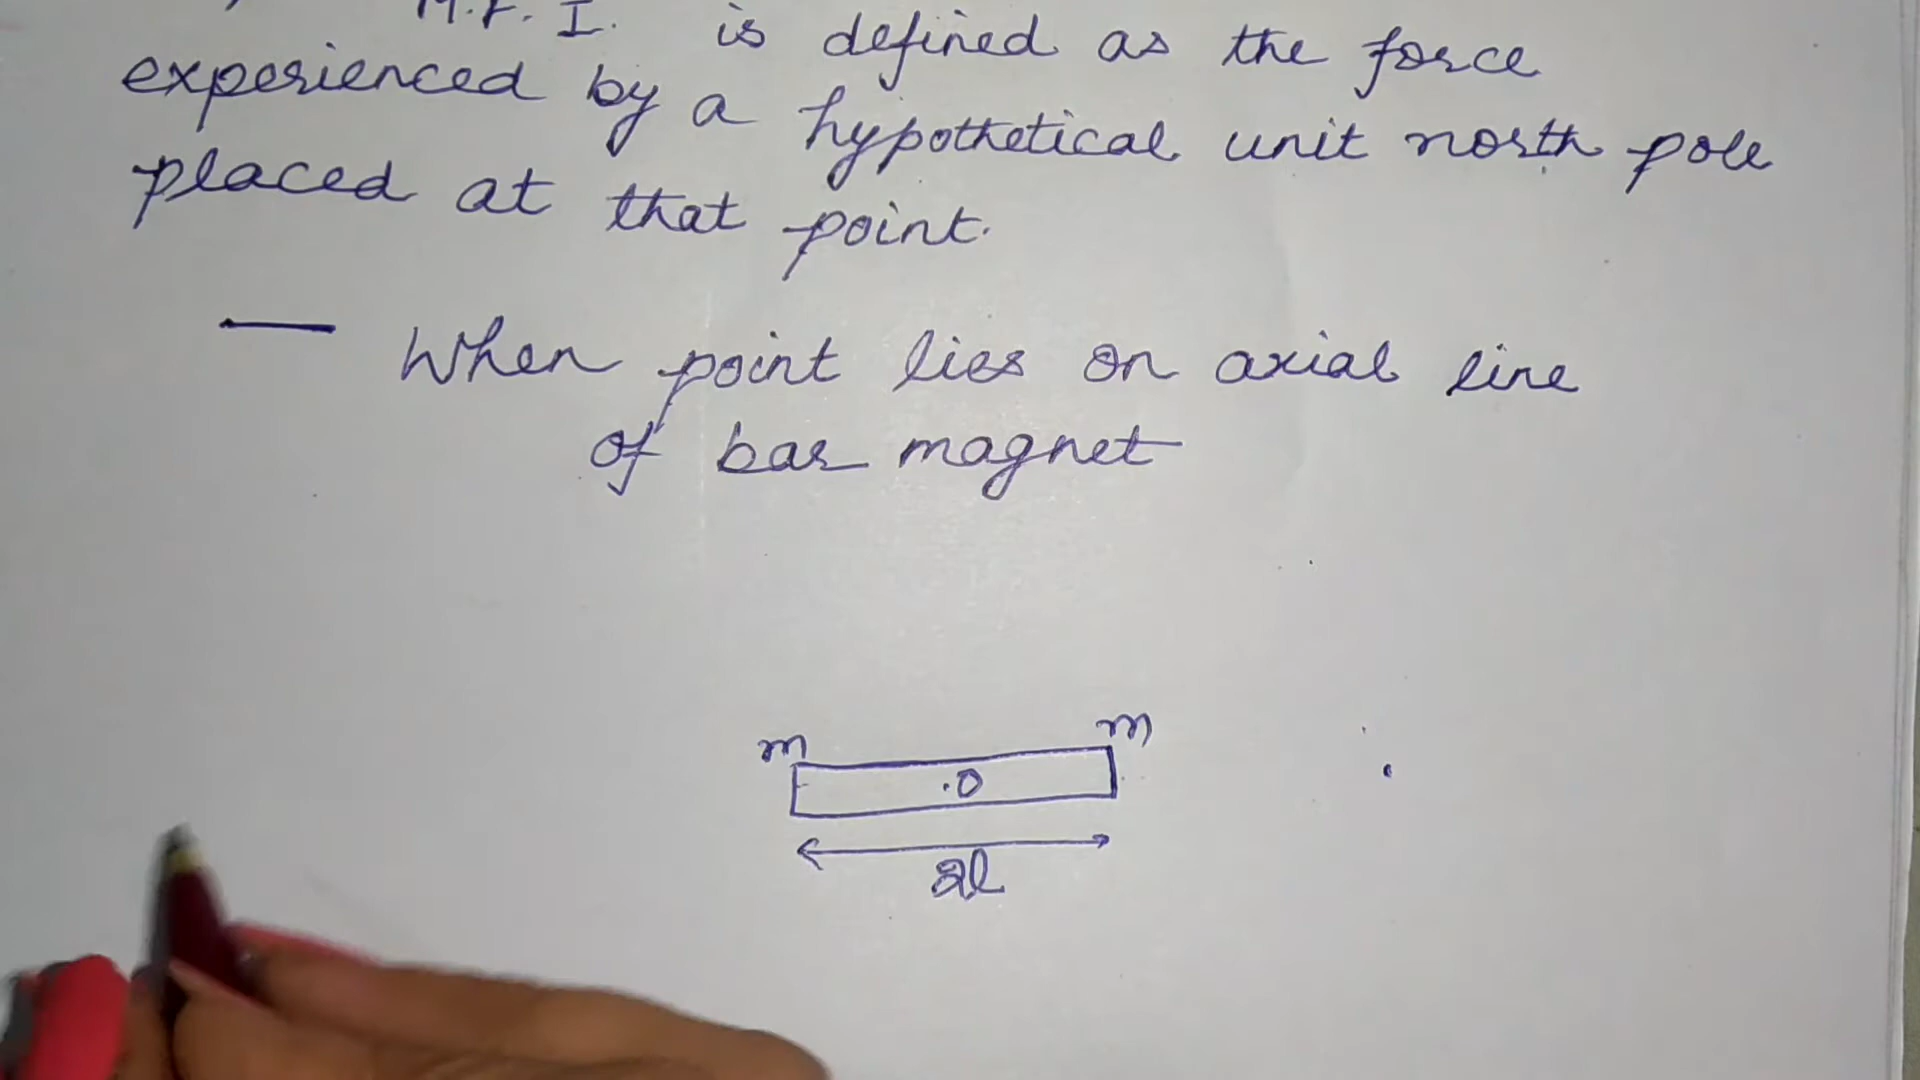 M.F.I. is defined as the force
experienced by a hypothetical unit north pole
placed at that point.
— When point lies on axial line
of bar magnet
m m
.O
2l